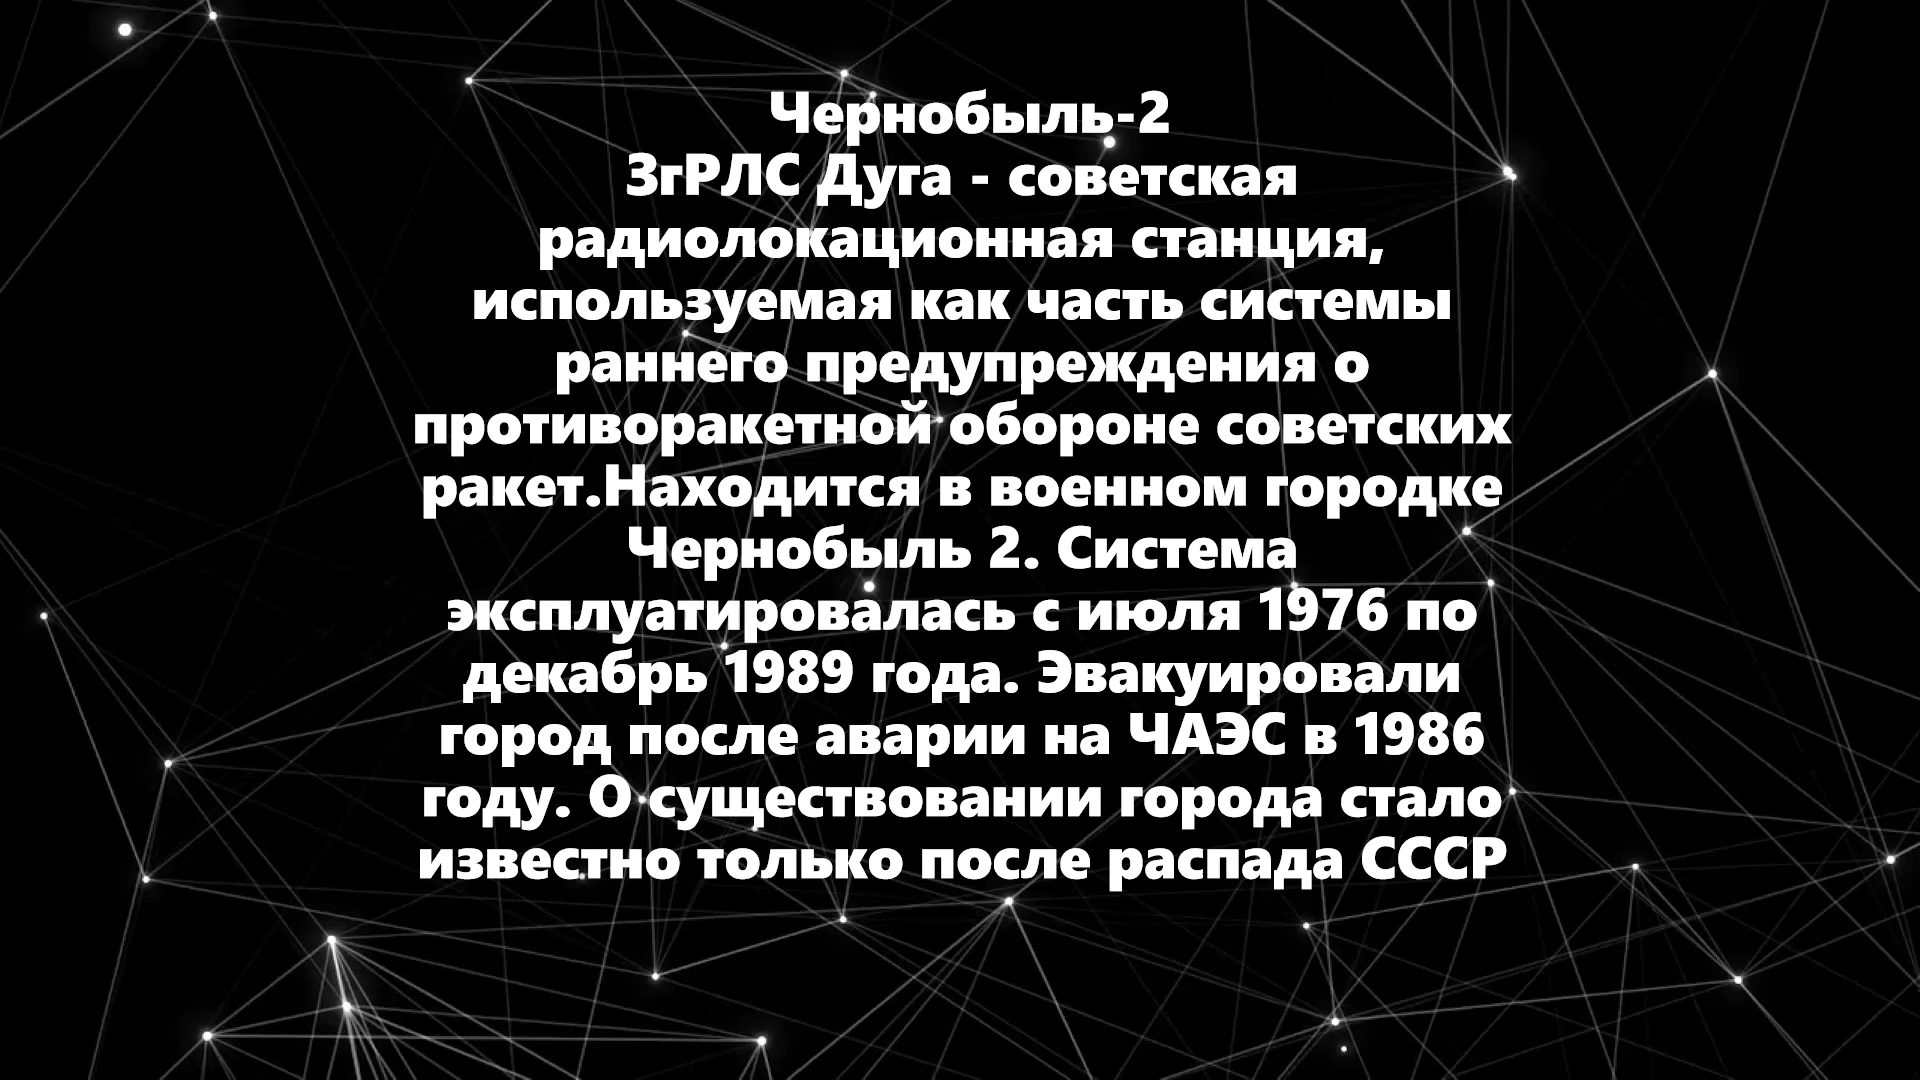 Чернобыль-2
ЗгРЛС Дуга - советская
радиолокационная станция,
используемая как часть системы
раннего предупреждения о
противоракетной обороне советских
ракет.Находится в военном городке
Чернобыль 2. Система
эксплуатировалась с июля 1976 по
декабрь 1989 года. Эвакуировали
город после аварии на ЧАЭС в 1986
году. О существовании города стало
известно только после распада СССР